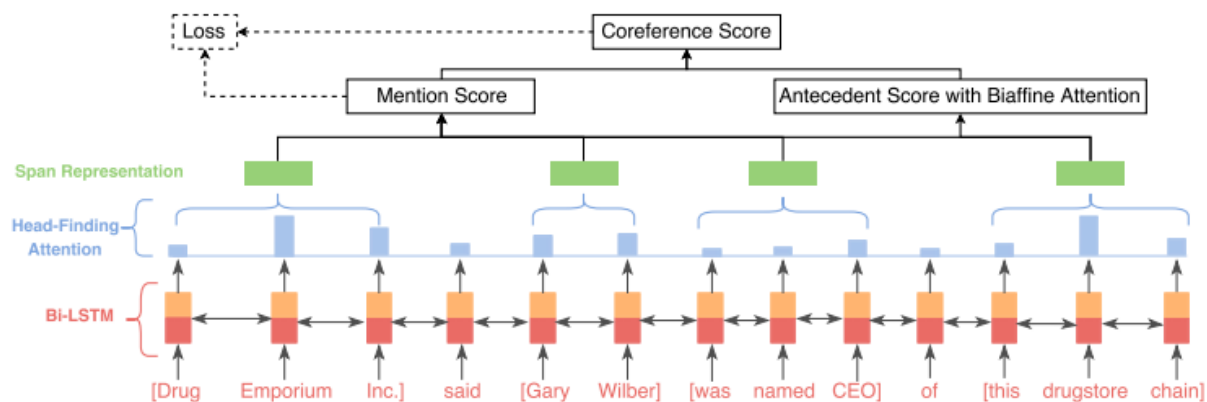 Loss
Coreference Score
Mention Score
Antecedent Score with Biaffine Attention
Span Representation
Head-Finding
Attention
Bi-LSTM
[Drug Emporium Inc.] said [Gary Wilber] [was named CEO] of [this drugstore chain]